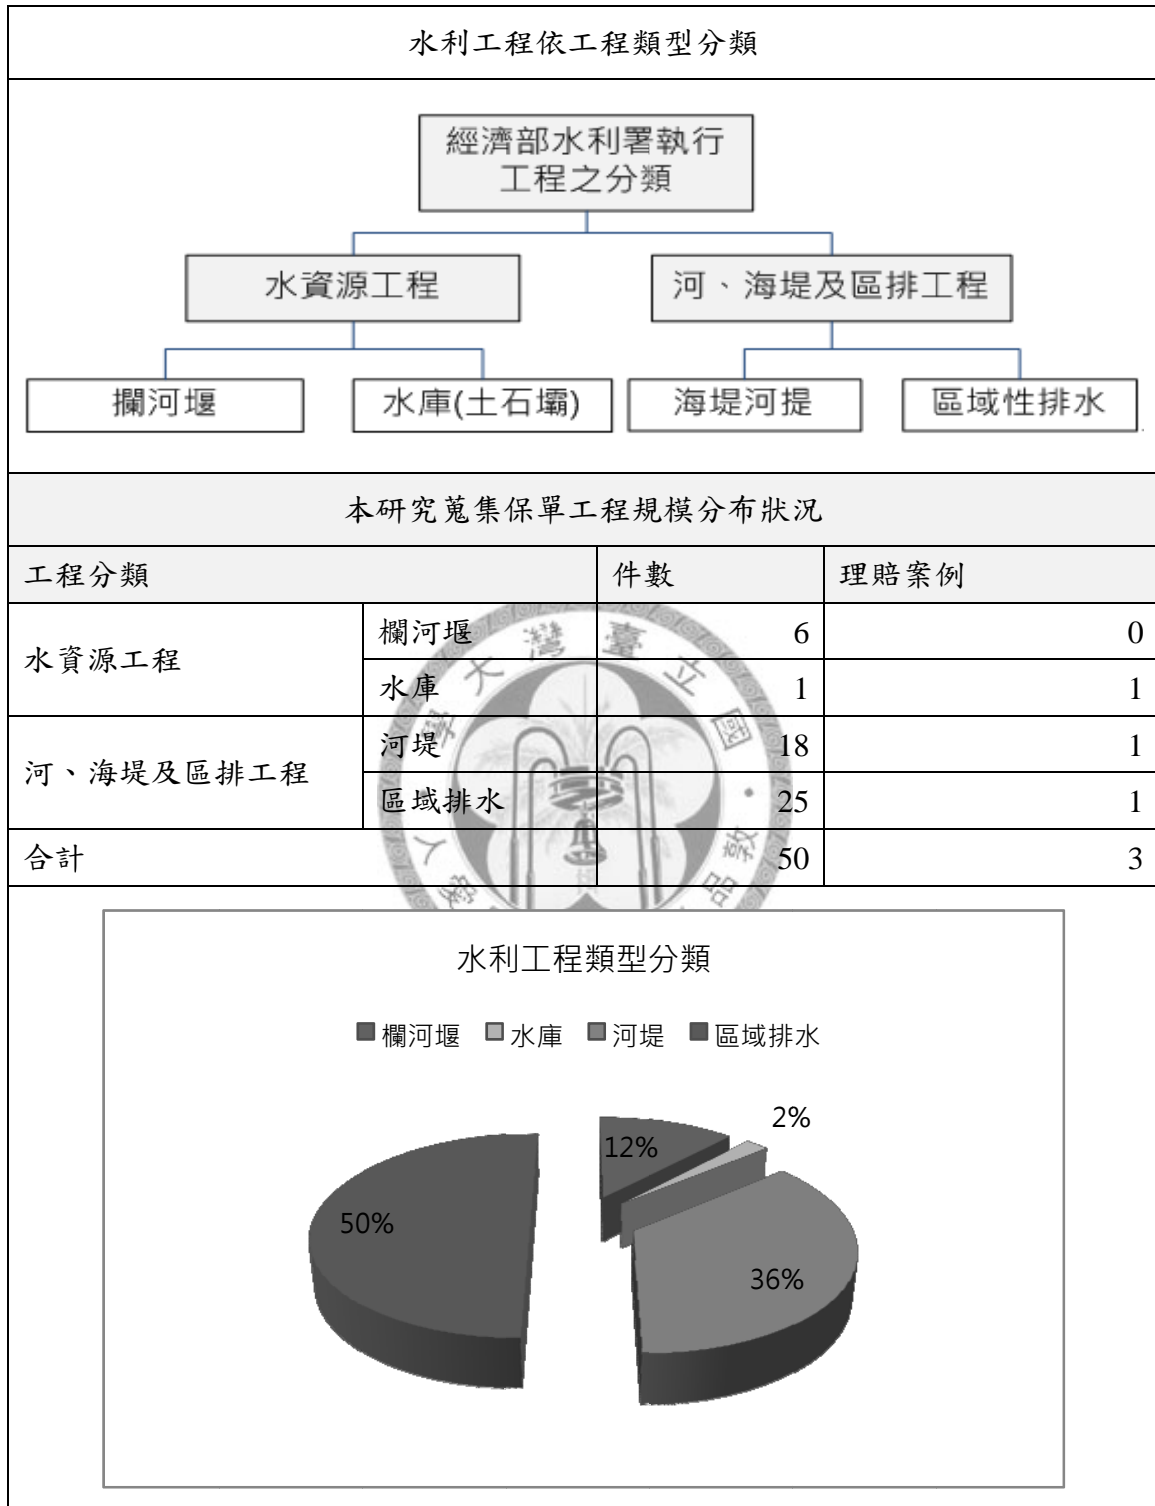 水利工程依工程類型分類
經濟部水利署執行
工程之分類
水資源工程
河、海堤及區排工程
攔河堰
水庫(土石壩)
海堤河提
區域性排水
本研究蒐集保單工程規模分布狀況
工程分類 件數 理賠案例
水資源工程 欄河堰 6 0
水庫 1 1
河、海堤及區排工程 河堤 18 1
區域排水 25 1
合計 50 3
水利工程類型分類
欄河堰 水庫 河堤 區域排水
2%
12%
50%
36%